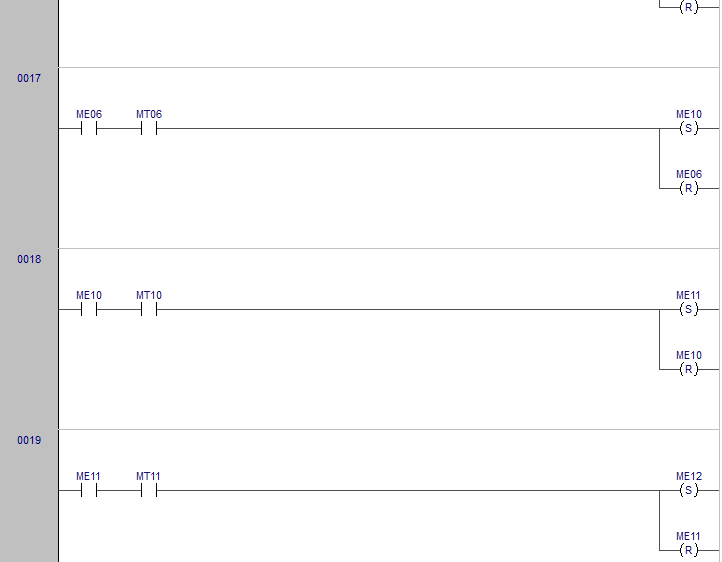 (R)
0017
ME06 MT06 ME10
(S)
ME06
(R)
0018
ME10 MT10 ME11
(S)
ME10
(R)
0019
ME11 MT11 ME12
(S)
ME11
(R)